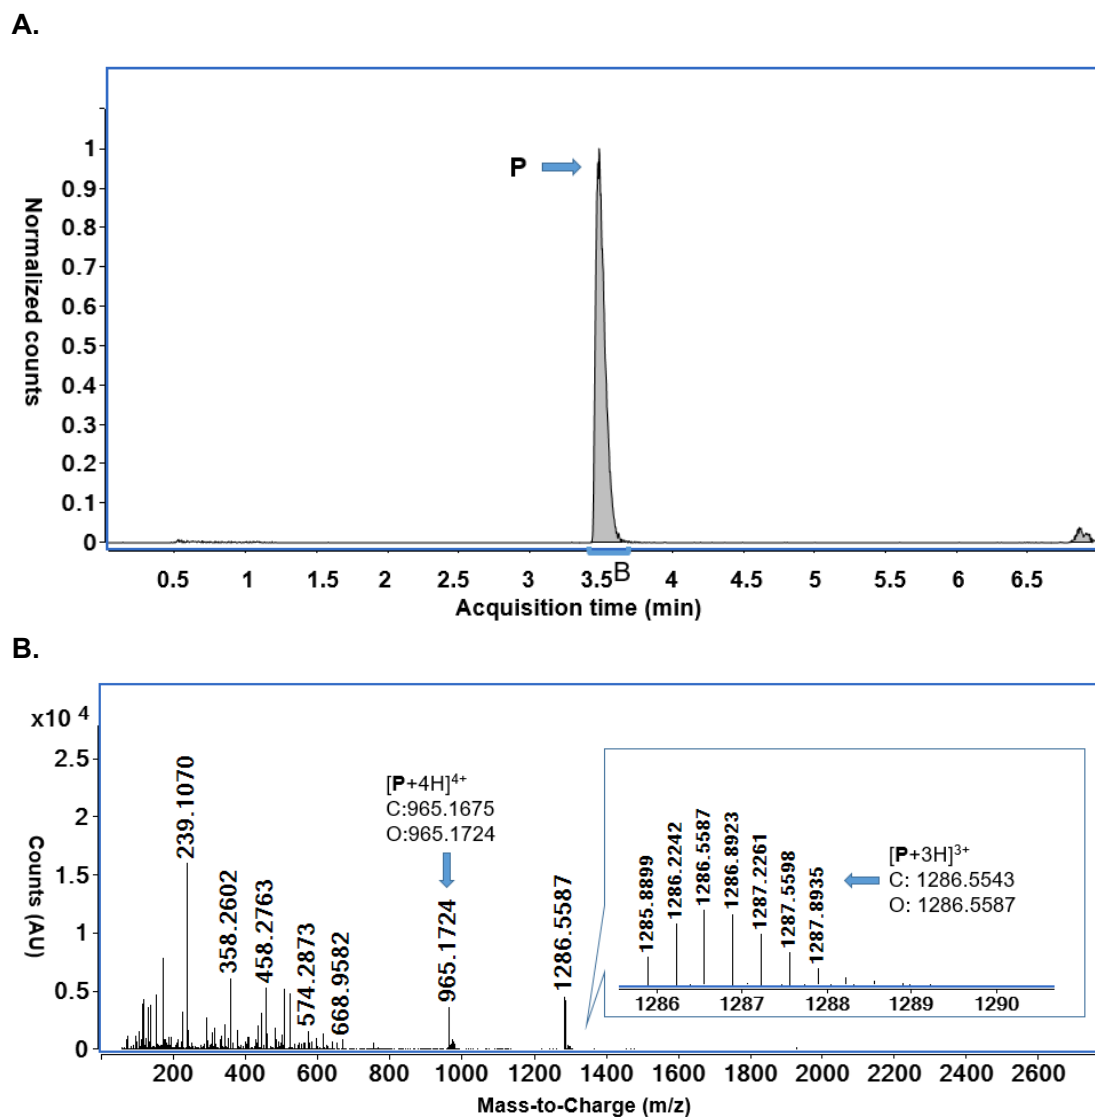 A.
Normalized counts
1
0.9
0.8
0.7
0.6
0.5
0.4
0.3
0.2
0.1
0
P
0.5 1 1.5 2 2.5 3 3.5 B 4 4.5 5 5.5 6 6.5
Acquisition time (min)
B.
x10 4
Counts (AU)
2.5
2
1.5
1
0.5
0
239.1070
358.2602
458.2763
574.2873
668.9582
[P+4H]4+
C:965.1675
O:965.1724
965.1724
1286.5587
1285.8899
1286.2242
1286.5587
1286.8923
1287.2261
1287.5598
1287.8935
[P+3H]3+
C: 1286.5543
O: 1286.5587
1286 1287 1288 1289 1290
200 400 600 800 1000 1200 1400 1600 1800 2000 2200 2400 2600
Mass-to-Charge (m/z)